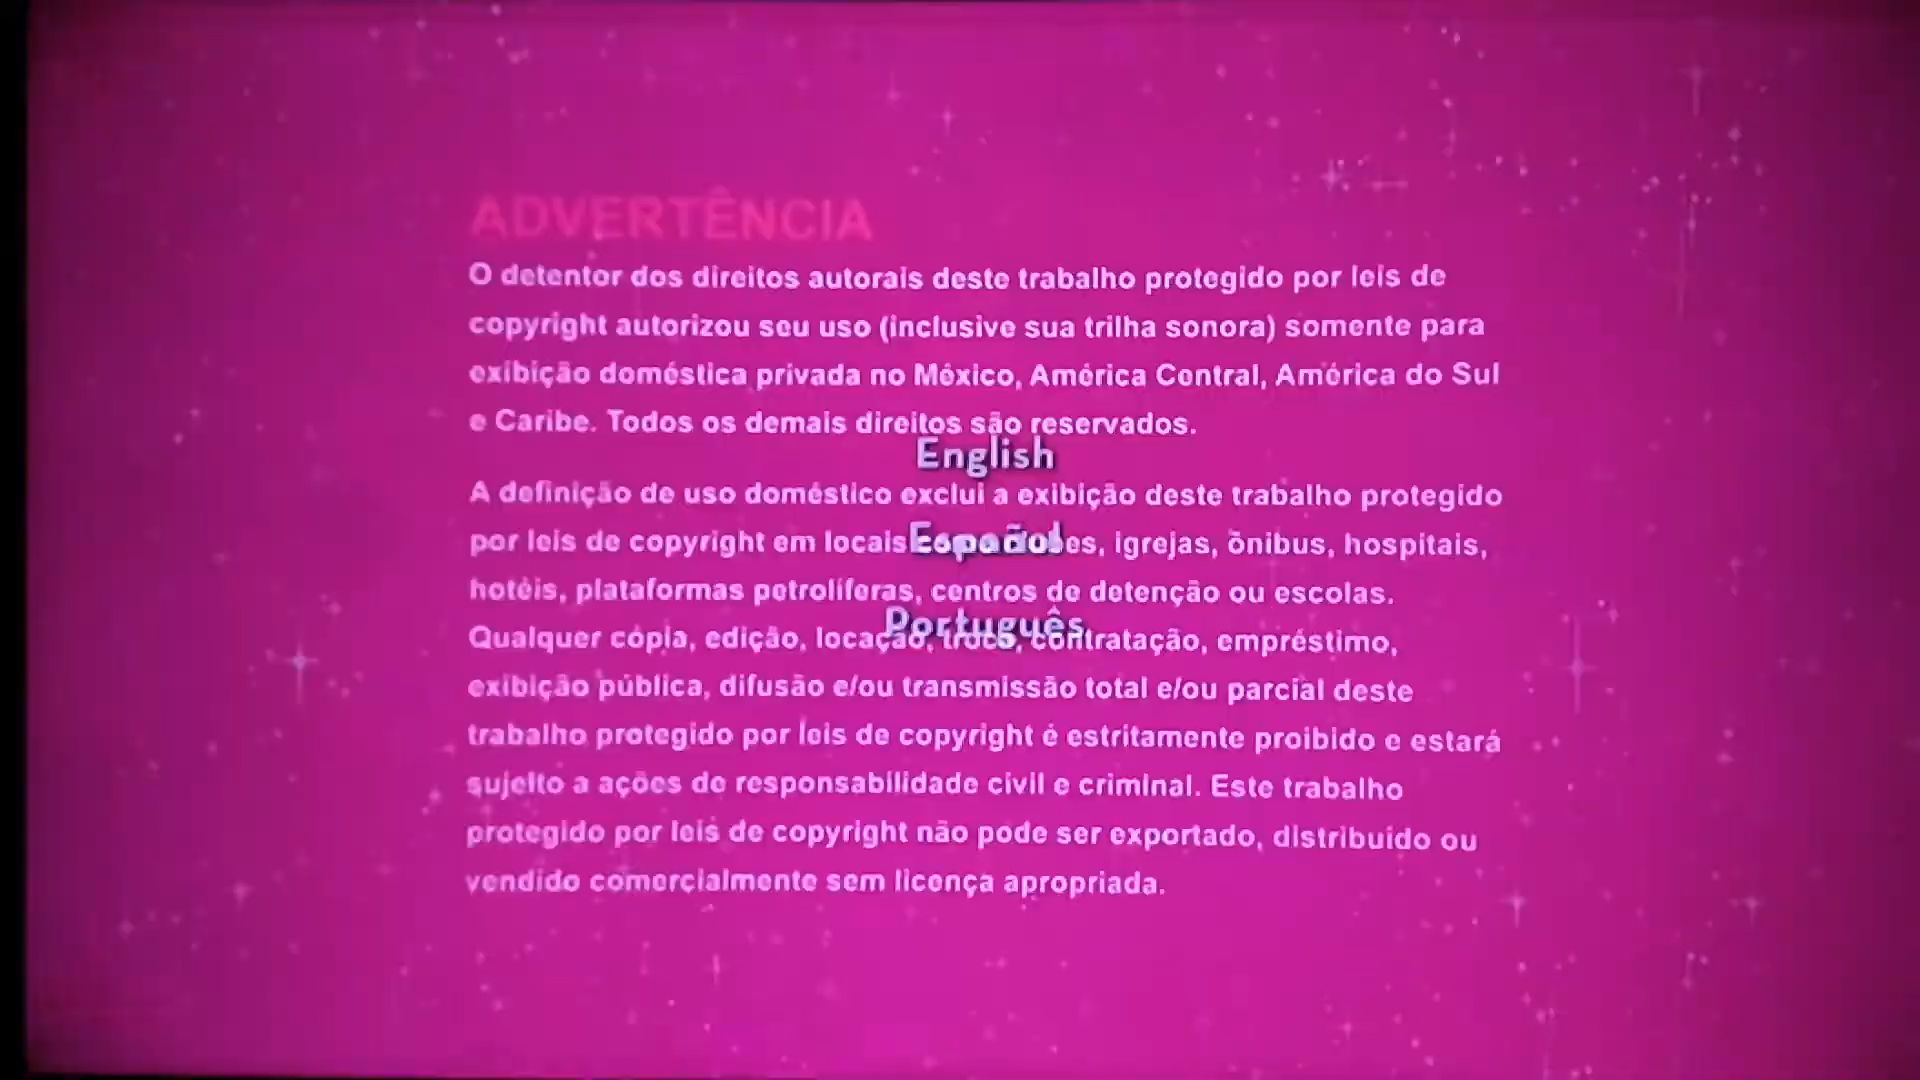 ADVERTÊNCIA
O detentor dos direitos autorais deste trabalho protegido por leis de
copyright autorizou seu uso (inclusive sua trilha sonora) somente para
exibição doméstica privada no México, América Central, América do Sul
e Caribe. Todos os demais direitos são reservados.
English
A definição de uso doméstico exclui a exibição deste trabalho protegido
por leis de copyright em locais es, igrejas, ônibus, hospitais,
Español
hotéis, plataformas petrolíferas, centros de detenção ou escolas.
Português
Qualquer cópia, edição, locação, troca, contratação, empréstimo,
exibição pública, difusão e/ou transmissão total e/ou parcial deste
trabalho protegido por leis de copyright é estritamente proibido e estará
sujeito a ações de responsabilidade civil e criminal. Este trabalho
protegido por leis de copyright não pode ser exportado, distribuído ou
vendido comercialmente sem licença apropriada.